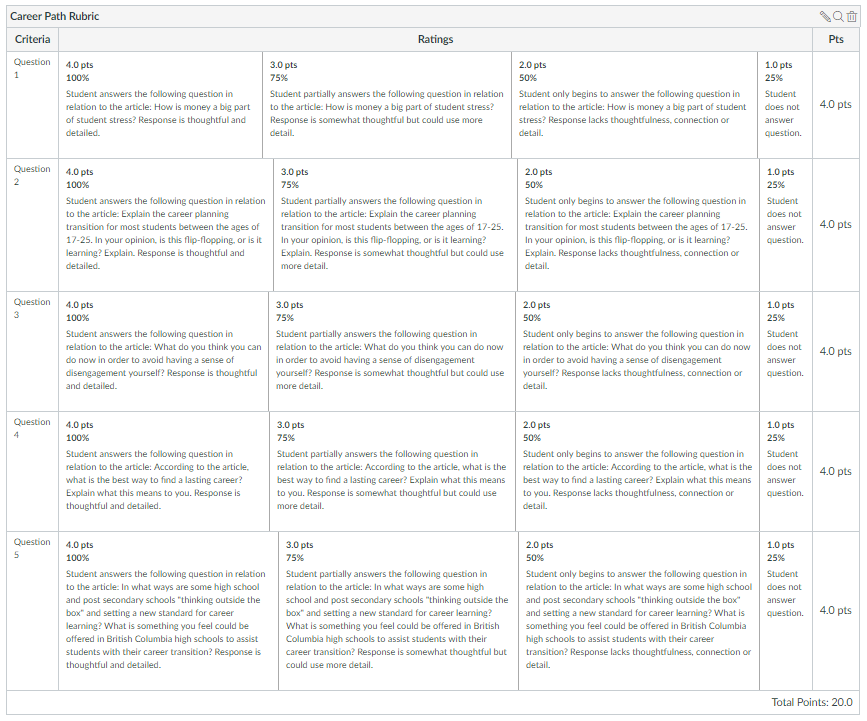 Career Path Rubric
Criteria
Ratings
Pts
Question
1
4.0 pts
100%
Student answers the following question in
relation to the article: How is money a big part
of student stress? Response is thoughtful and
detailed.
3.0 pts
75%
Student partially answers the following question in relation
to the article: How is money a big part of student stress?
Response is somewhat thoughtful but could use more
detail.
2.0 pts
50%
Student only begins to answer the following question in
relation to the article: How is money a big part of student
stress? Response lacks thoughtfulness, connection or
detail.
1.0 pts
25%
Student
does not
answer
question.
4.0 pts
Question
2
4.0 pts
100%
Student answers the following question in relation
to the article: Explain the career planning
transition for most students between the ages of
17-25. In your opinion, is this flip-flopping, or is it
learning? Explain. Response is thoughtful and
detailed.
3.0 pts
75%
Student partially answers the following question in
relation to the article: Explain the career planning
transition for most students between the ages of 17-25.
In your opinion, is this flip-flopping, or is it learning?
Explain. Response is somewhat thoughtful but could use
more detail.
2.0 pts
50%
Student only begins to answer the following question in
relation to the article: Explain the career planning
transition for most students between the ages of 17-25.
In your opinion, is this flip-flopping, or is it learning?
Explain. Response lacks thoughtfulness, connection or
detail.
1.0 pts
25%
Student
does not
answer
question.
4.0 pts
Question
3
4.0 pts
100%
Student answers the following question in
relation to the article: What do you think you can
do now in order to avoid having a sense of
disengagement yourself? Response is thoughtful
and detailed.
3.0 pts
75%
Student partially answers the following question in
relation to the article: What do you think you can do now
in order to avoid having a sense of disengagement
yourself? Response is somewhat thoughtful but could use
more detail.
2.0 pts
50%
Student only begins to answer the following question in
relation to the article: What do you think you can do now
in order to avoid having a sense of disengagement
yourself? Response lacks thoughtfulness, connection or
detail.
1.0 pts
25%
Student
does not
answer
question.
4.0 pts
Question
4
4.0 pts
100%
Student answers the following question in
relation to the article: According to the article,
what is the best way to find a lasting career?
Explain what this means to you. Response is
thoughtful and detailed.
3.0 pts
75%
Student partially answers the following question in
relation to the article: According to the article, what is the
best way to find a lasting career? Explain what this means
to you. Response is somewhat thoughtful but could use
more detail.
2.0 pts
50%
Student only begins to answer the following question in
relation to the article: According to the article, what is the
best way to find a lasting career? Explain what this means
to you. Response lacks thoughtfulness, connection or
detail.
1.0 pts
25%
Student
does not
answer
question.
4.0 pts
Question
5
4.0 pts
100%
Student answers the following question in relation
to the article: In what ways are some high school
and post secondary schools "thinking outside the
box" and setting a new standard for career
learning? What is something you feel could be
offered in British Columbia high schools to assist
students with their career transition? Response is
thoughtful and detailed.
3.0 pts
75%
Student partially answers the following question in
relation to the article: In what ways are some high
school and post secondary schools "thinking outside the
box" and setting a new standard for career learning?
What is something you feel could be offered in British
Columbia high schools to assist students with their
career transition? Response is somewhat thoughtful but
could use more detail.
2.0 pts
50%
Student only begins to answer the following question in
relation to the article: In what ways are some high school
and post secondary schools "thinking outside the box"
and setting a new standard for career learning? What is
something you feel could be offered in British Columbia
high schools to assist students with their career
transition? Response lacks thoughtfulness, connection or
detail.
1.0 pts
25%
Student
does not
answer
question.
4.0 pts
Total Points: 20.0